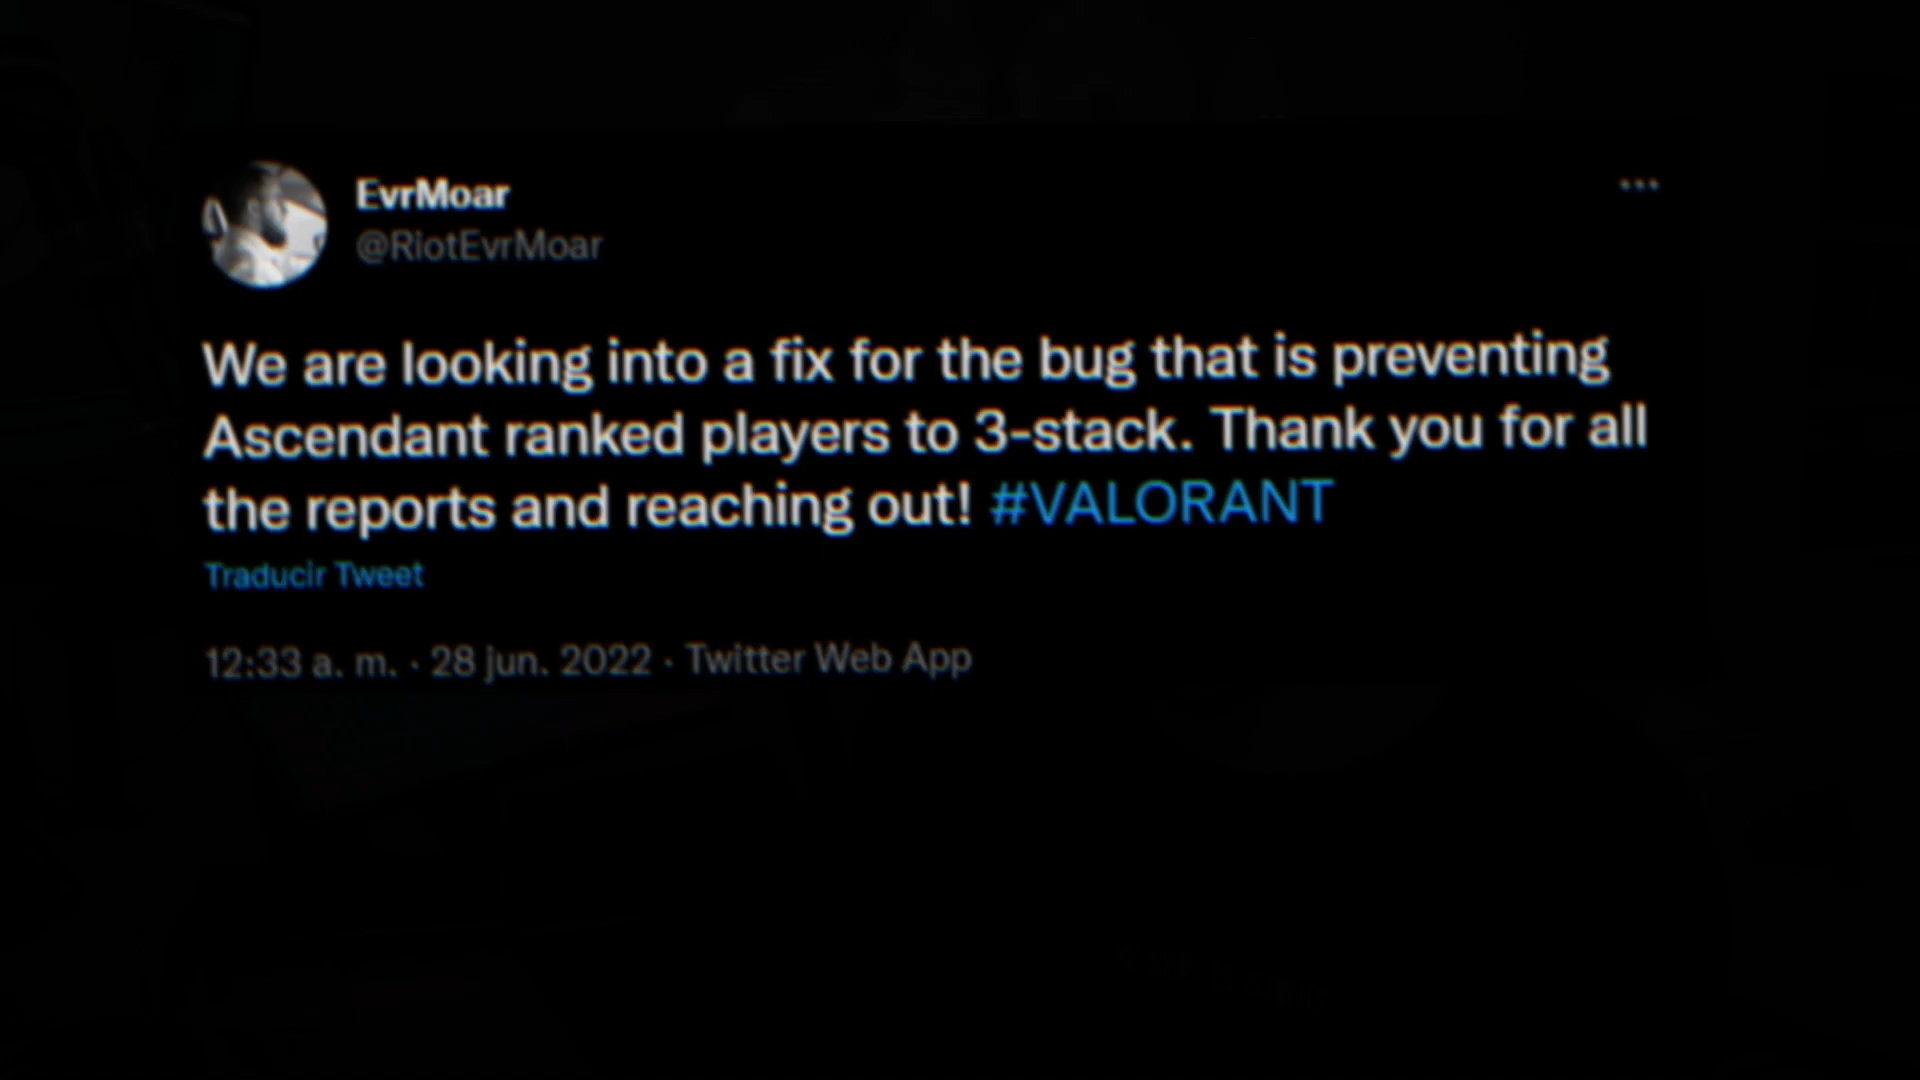 EvrMoar
@RiotEvrMoar
We are looking into a fix for the bug that is preventing
Ascendant ranked players to 3-stack. Thank you for all
the reports and reaching out! #VALORANT
Traducir Tweet
12:33 a. m. · 28 jun. 2022 · Twitter Web App